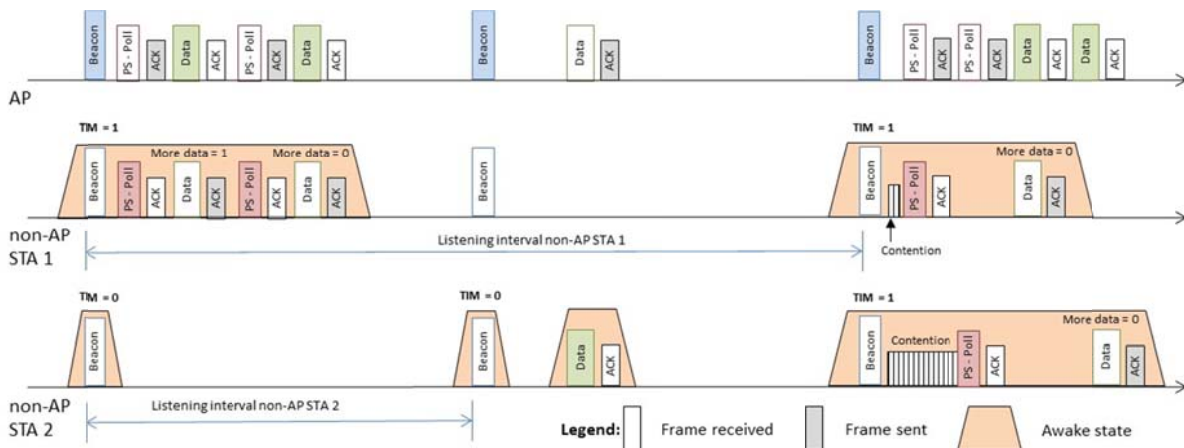 Beacon PS - Poll ACK Data ACK PS - Poll ACK Data ACK Beacon Data ACK Beacon PS - Poll ACK PS - Poll ACK Data ACK Data ACK
AP
TIM = 1 TIM = 1
More data = 1 More data = 0 More data = 0
Beacon PS - Poll ACK Data ACK PS - Poll ACK Data ACK Beacon Beacon PS - Poll ACK Data ACK
non-AP
STA 1
Listening interval non-AP STA 1
Contention
TIM = 0 TIM = 0 TIM = 1
More data = 0
Contention
Beacon Beacon Data ACK Beacon PS - Poll ACK Data ACK
non-AP
STA 2
Listening interval non-AP STA 2
Legend: Frame received Frame sent Awake state